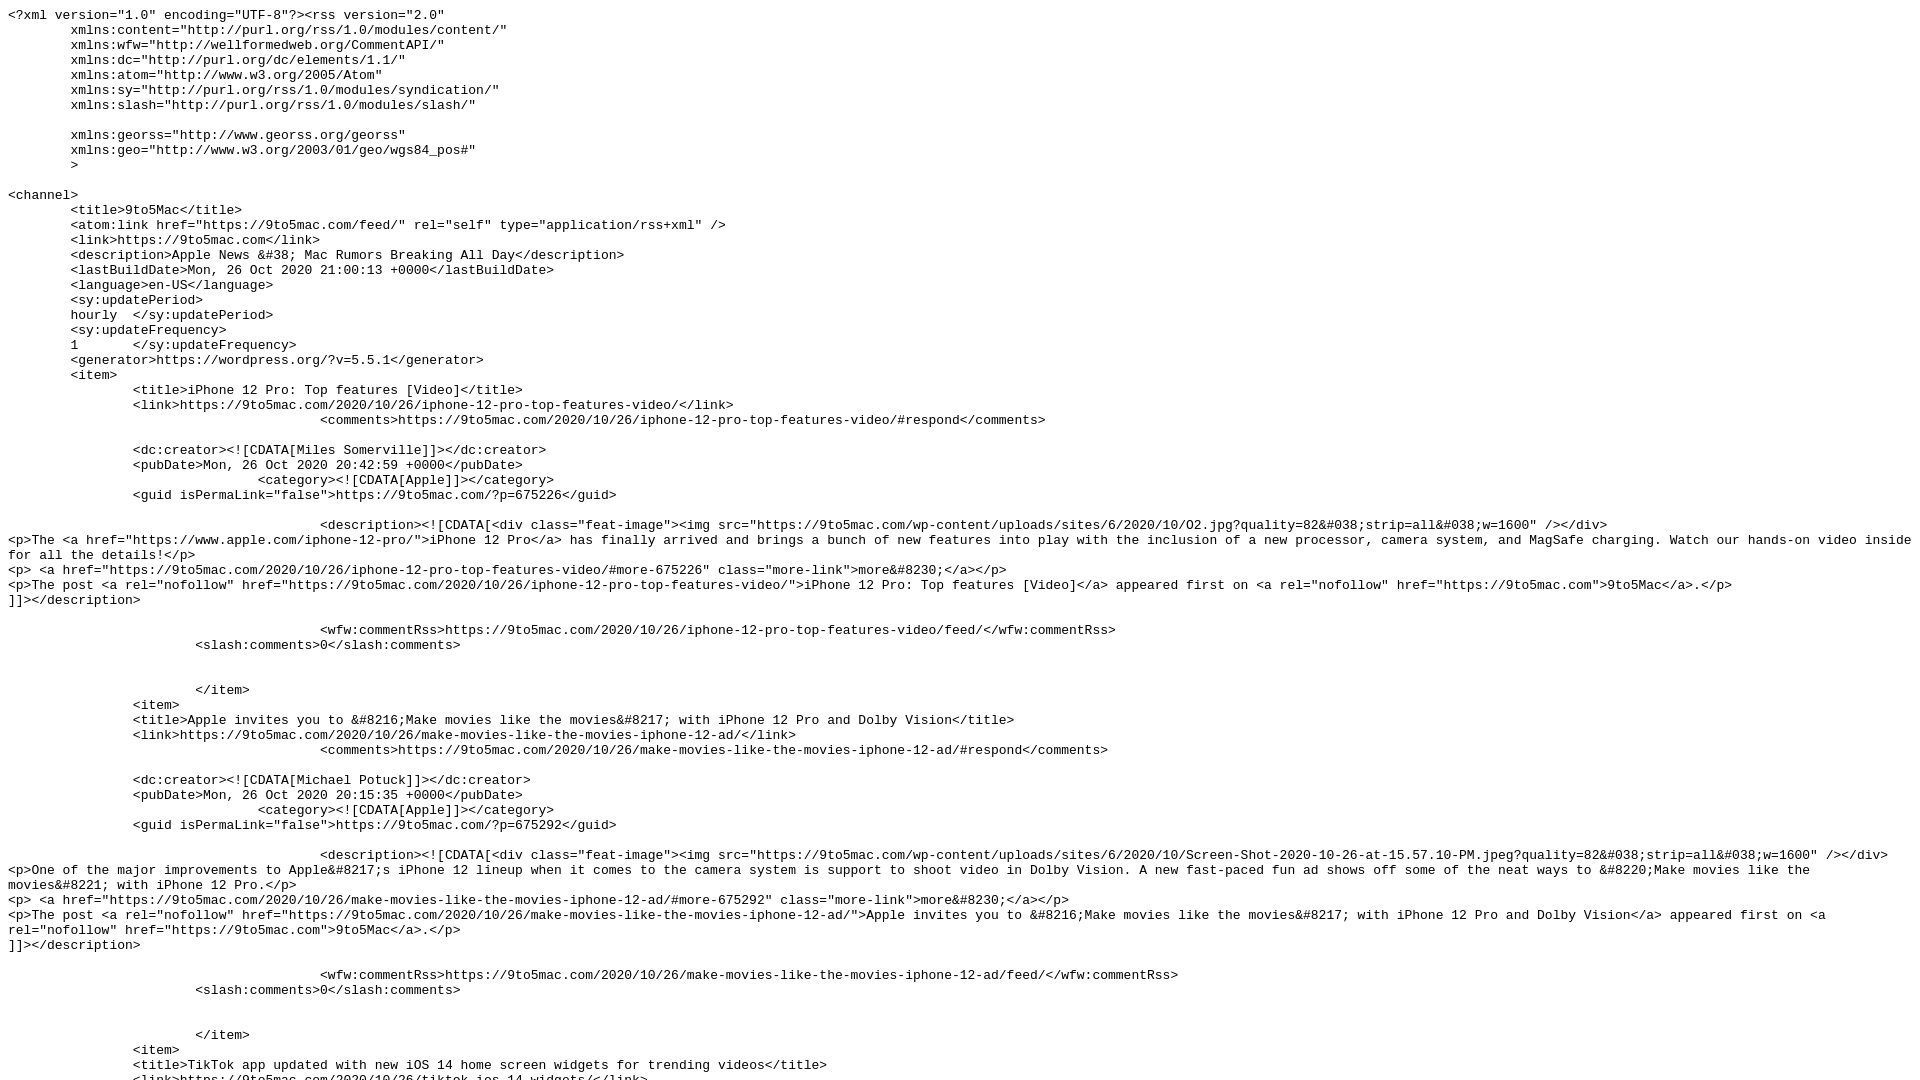 <?xml version="1.0" encoding="UTF-8"?><rss version="2.0"
xmlns:content="http://purl.org/rss/1.0/modules/content/"
xmlns:wfw="http://wellformedweb.org/CommentAPI/"
xmlns:dc="http://purl.org/dc/elements/1.1/"
xmlns:atom="http://www.w3.org/2005/Atom"
xmlns:sy="http://purl.org/rss/1.0/modules/syndication/"
xmlns:slash="http://purl.org/rss/1.0/modules/slash/"
xmlns:georss="http://www.georss.org/georss"
xmlns:geo="http://www.w3.org/2003/01/geo/wgs84_pos#"
>
<channel>
<title>9to5Mac</title>
<atom:link href="https://9to5mac.com/feed/" rel="self" type="application/rss+xml" />
<link>https://9to5mac.com</link>
<description>Apple News &#38; Mac Rumors Breaking All Day</description>
<lastBuildDate>Mon, 26 Oct 2020 21:00:13 +0000</lastBuildDate>
<language>en-US</language>
<sy:updatePeriod>
hourly  </sy:updatePeriod>
<sy:updateFrequency>
1       </sy:updateFrequency>
<generator>https://wordpress.org/?v=5.5.1</generator>
<item>
<title>iPhone 12 Pro: Top features [Video]</title>
<link>https://9to5mac.com/2020/10/26/iphone-12-pro-top-features-video/</link>
<comments>https://9to5mac.com/2020/10/26/iphone-12-pro-top-features-video/#respond</comments>
<dc:creator><![CDATA[Miles Somerville]]></dc:creator>
<pubDate>Mon, 26 Oct 2020 20:42:59 +0000</pubDate>
<category><![CDATA[Apple]]></category>
<guid isPermaLink="false">https://9to5mac.com/?p=675226</guid>
<description><![CDATA[<div class="feat-image"><img src="https://9to5mac.com/wp-content/uploads/sites/6/2020/10/O2.jpg?quality=82&#038;strip=all&#038;w=1600" /></div>
<p>The <a href="https://www.apple.com/iphone-12-pro/">iPhone 12 Pro</a> has finally arrived and brings a bunch of new features into play with the inclusion of a new processor, camera system, and MagSafe charging. Watch our hands-on video inside
for all the details!</p>
<p> <a href="https://9to5mac.com/2020/10/26/iphone-12-pro-top-features-video/#more-675226" class="more-link">more&#8230;</a></p>
<p>The post <a rel="nofollow" href="https://9to5mac.com/2020/10/26/iphone-12-pro-top-features-video/">iPhone 12 Pro: Top features [Video]</a> appeared first on <a rel="nofollow" href="https://9to5mac.com">9to5Mac</a>.</p>
]]></description>
<wfw:commentRss>https://9to5mac.com/2020/10/26/iphone-12-pro-top-features-video/feed/</wfw:commentRss>
<slash:comments>0</slash:comments>
</item>
<item>
<title>Apple invites you to &#8216;Make movies like the movies&#8217; with iPhone 12 Pro and Dolby Vision</title>
<link>https://9to5mac.com/2020/10/26/make-movies-like-the-movies-iphone-12-ad/</link>
<comments>https://9to5mac.com/2020/10/26/make-movies-like-the-movies-iphone-12-ad/#respond</comments>
<dc:creator><![CDATA[Michael Potuck]]></dc:creator>
<pubDate>Mon, 26 Oct 2020 20:15:35 +0000</pubDate>
<category><![CDATA[Apple]]></category>
<guid isPermaLink="false">https://9to5mac.com/?p=675292</guid>
<description><![CDATA[<div class="feat-image"><img src="https://9to5mac.com/wp-content/uploads/sites/6/2020/10/Screen-Shot-2020-10-26-at-15.57.10-PM.jpeg?quality=82&#038;strip=all&#038;w=1600" /></div>
<p>One of the major improvements to Apple&#8217;s iPhone 12 lineup when it comes to the camera system is support to shoot video in Dolby Vision. A new fast-paced fun ad shows off some of the neat ways to &#8220;Make movies like the
movies&#8221; with iPhone 12 Pro.</p>
<p> <a href="https://9to5mac.com/2020/10/26/make-movies-like-the-movies-iphone-12-ad/#more-675292" class="more-link">more&#8230;</a></p>
<p>The post <a rel="nofollow" href="https://9to5mac.com/2020/10/26/make-movies-like-the-movies-iphone-12-ad/">Apple invites you to &#8216;Make movies like the movies&#8217; with iPhone 12 Pro and Dolby Vision</a> appeared first on <a
rel="nofollow" href="https://9to5mac.com">9to5Mac</a>.</p>
]]></description>
<wfw:commentRss>https://9to5mac.com/2020/10/26/make-movies-like-the-movies-iphone-12-ad/feed/</wfw:commentRss>
<slash:comments>0</slash:comments>
</item>
<item>
<title>TikTok app updated with new iOS 14 home screen widgets for trending videos</title>
<link>https://9to5mac.com/2020/10/26/tiktok-ios-14-widgets/</link>